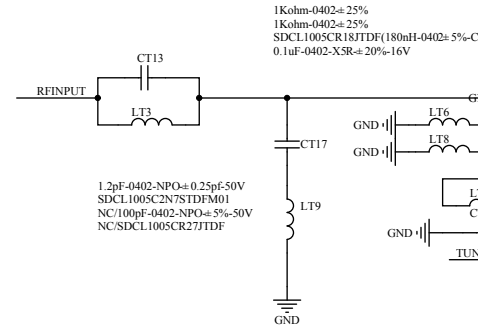 1Kohm-0402-±25%
1Kohm-0402-±25%
SDCL1005CR18JTDF(180nH-0402±5%-C
0.1uF-0402-X5R-±20%-16V
CT13
RFINPUT
LT3
GND
LT6
GND
LT8
CT17
1.2pF-0402-NPO-±0.25pf-50V
SDCL1005C2N7STDFM01
NC/100pF-0402-NPO-±5%-50V
NC/SDCL1005CR27JTDF
LT9
GND
TUN
GND